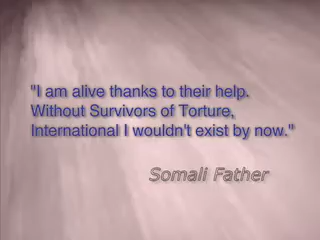 "I am alive thanks to their help.
Without Survivors of Torture,
International I wouldn't exist by now."
Somali Father